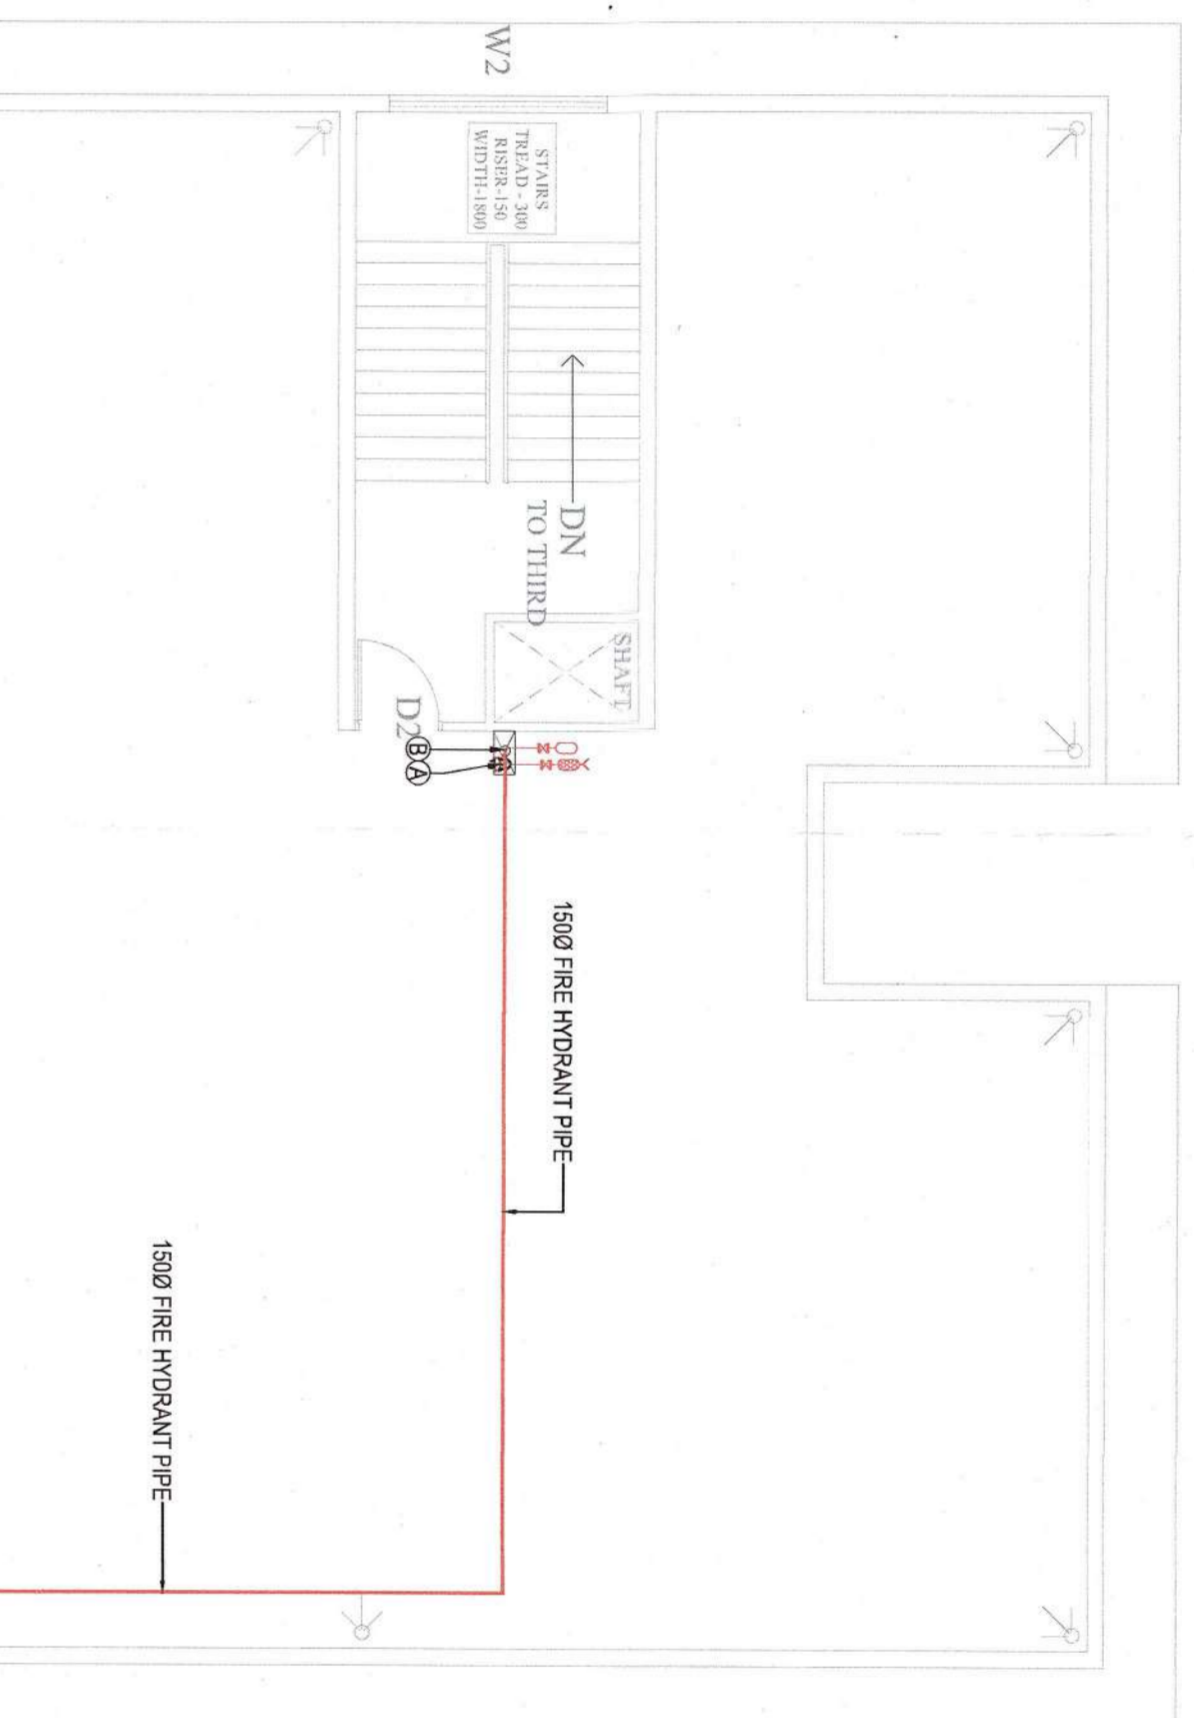 W2
STAIRS
TREAD - 300
RISER-150
WIDTH-1800
DN
TO THIRD
SHAFT
D2
B
A
150Ø FIRE HYDRANT PIPE
150Ø FIRE HYDRANT PIPE